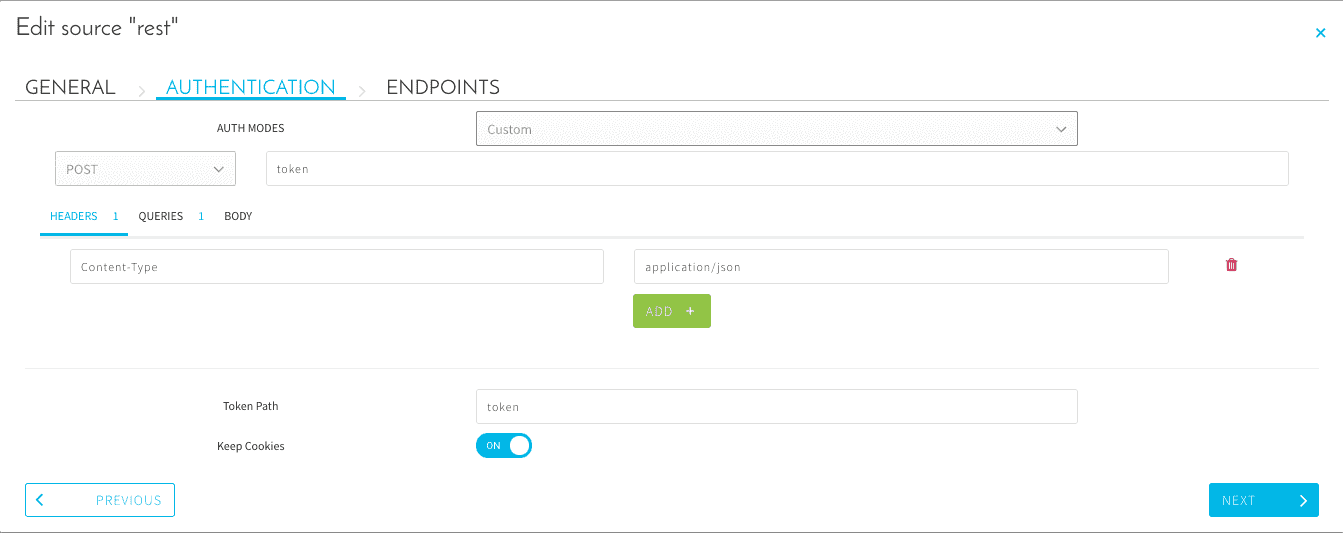 Edit source "rest"
GENERAL AUTHENTICATION ENDPOINTS
AUTH MODES Custom
POST token
HEADERS 1 QUERIES 1 BODY
Content-Type application/json
ADD +
Token Path token
Keep Cookies ON
PREVIOUS NEXT